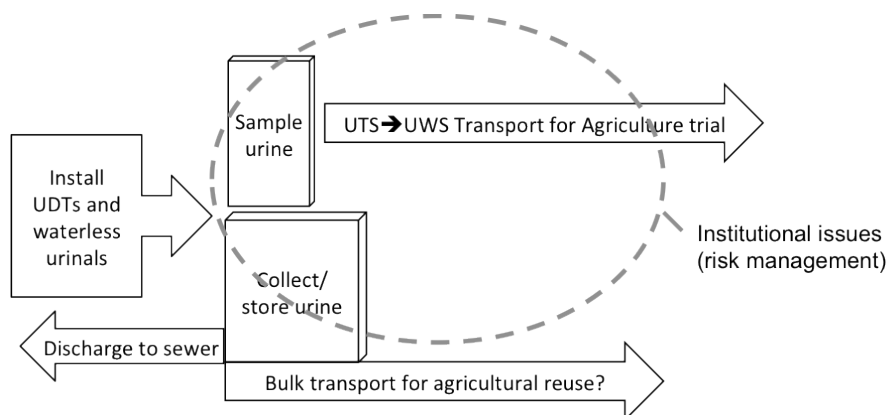 Install
UDTs and
waterless
urinals
Sample
urine
UTS➔UWS Transport for Agriculture trial
Collect/
store urine
Institutional issues
(risk management)
Discharge to sewer
Bulk transport for agricultural reuse?